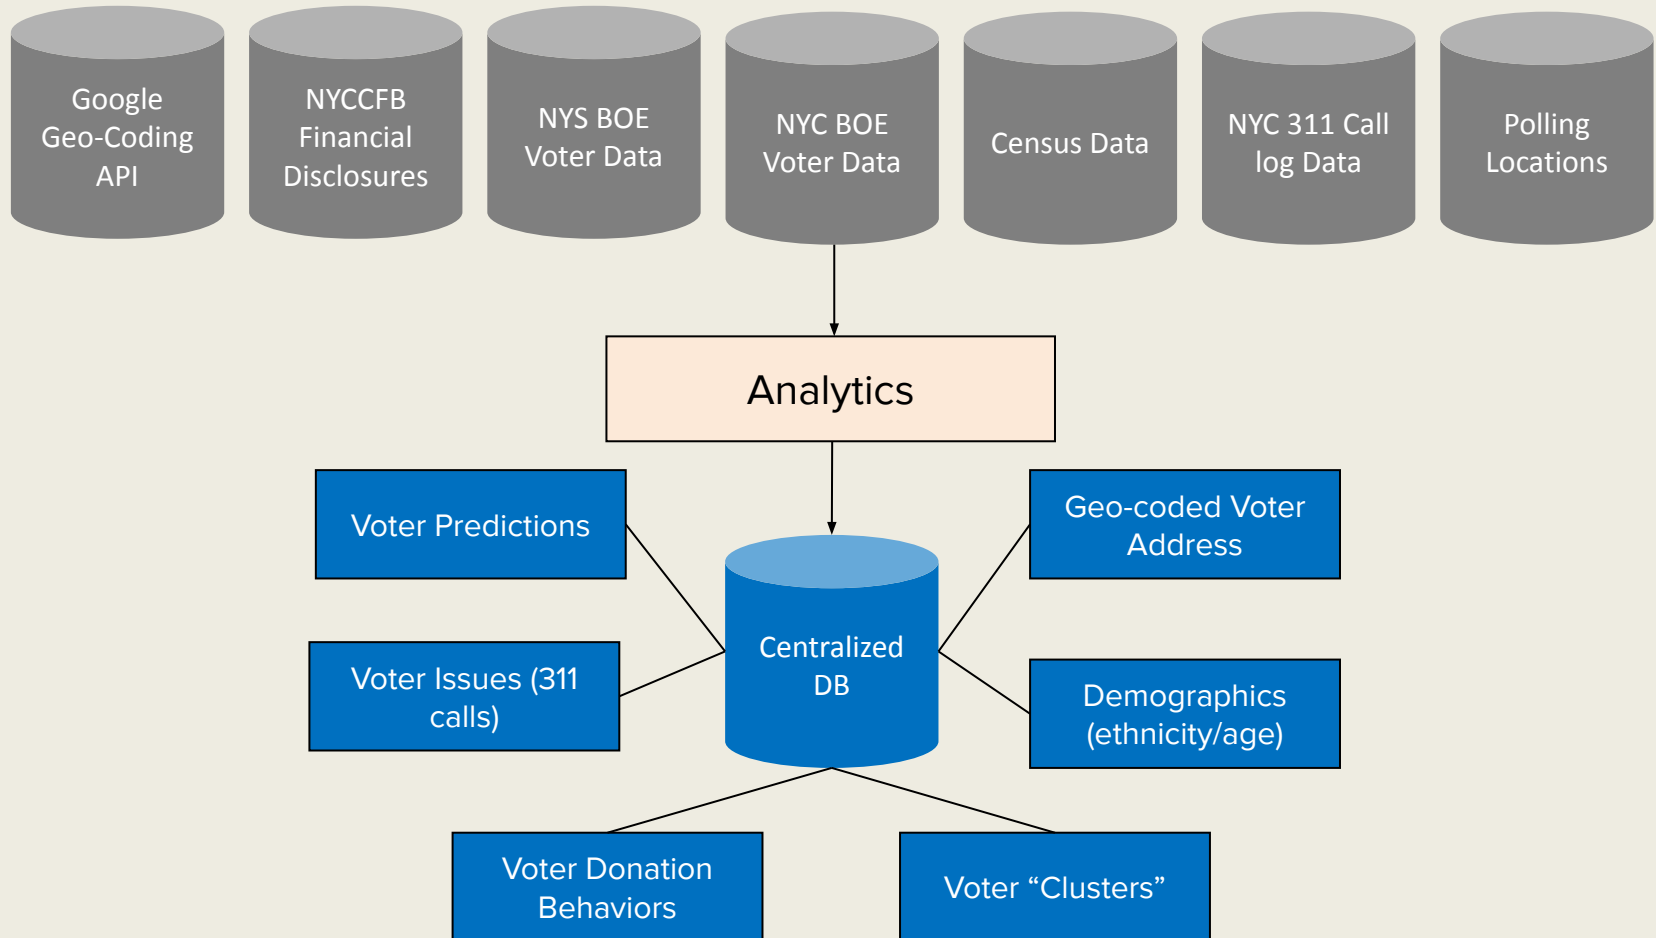 Google
Geo-Coding
API
NYCCFB
Financial
Disclosures
NYS BOE
Voter Data
NYC BOE
Voter Data
Census Data
NYC 311 Call
log Data
Polling
Locations
Analytics
Voter Predictions
Geo-coded Voter
Address
Centralized
DB
Voter Issues (311
calls)
Demographics
(ethnicity/age)
Voter Donation
Behaviors
Voter “Clusters”